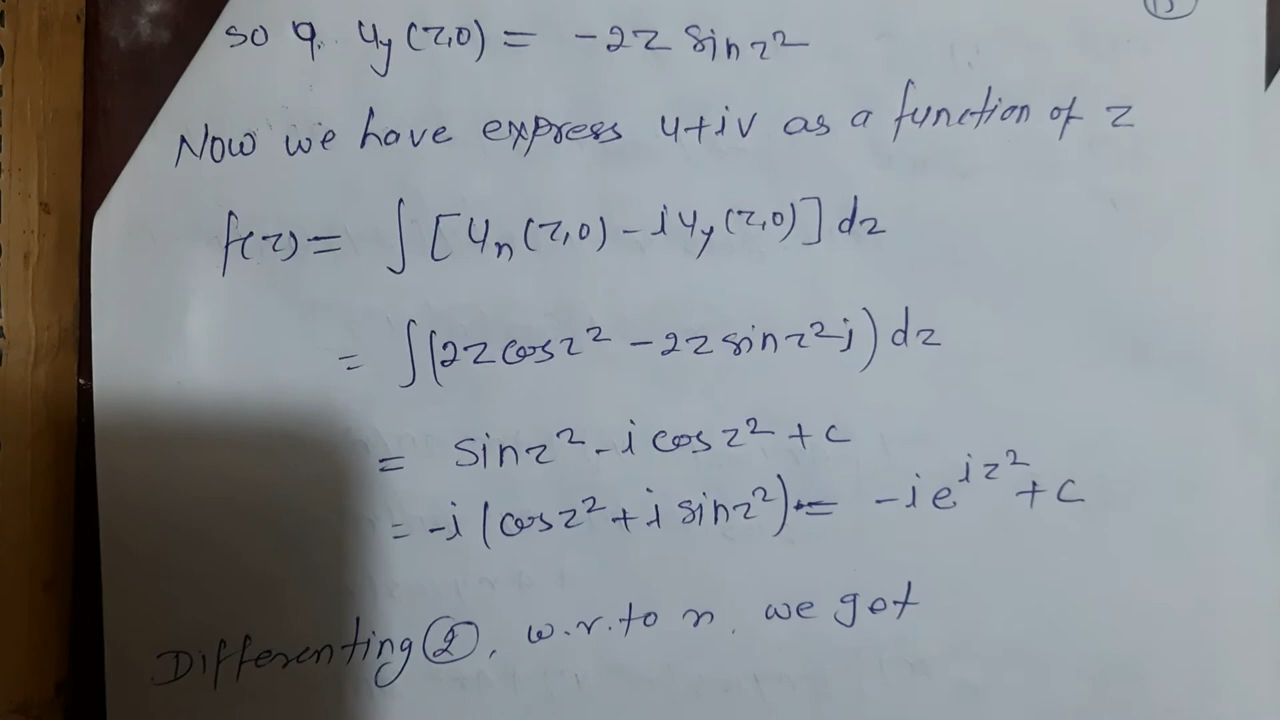 13
so 9. uy(z,0) = -2z sin z²
Now we have express u+iv as a function of z
f(z) = ∫ [ux(z,0) - i uy(z,0)] dz
= ∫(2z cos z² - 2z sin z² i) dz
= sin z² - i cos z² + c
= -i (cos z² + i sin z²) = -i e^{iz²} + c
Differenting ②, w.r.to x, we get